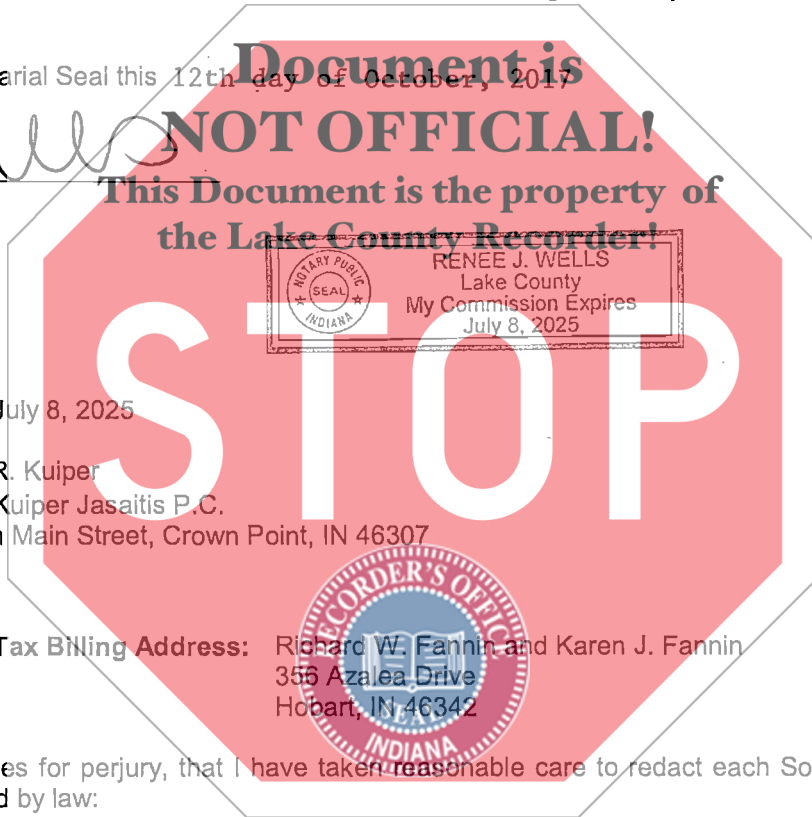 Document is
arial Seal this 12th day of October, 2017
NOT OFFICIAL!
This Document is the property of
the Lake County Recorder!
RENEE J. WELLS
Lake County
My Commission Expires
July 8, 2025
NOTARY PUBLIC
SEAL
INDIANA
STOP
July 8, 2025
R. Kuiper
Kuiper Jasaitis P.C.
Main Street, Crown Point, IN 46307
RECORDER'S OFFICE
SEAL
INDIANA
Tax Billing Address: Richard W. Fannin and Karen J. Fannin
356 Azalea Drive
Hobart, IN 46342
es for perjury, that I have taken reasonable care to redact each So
d by law: